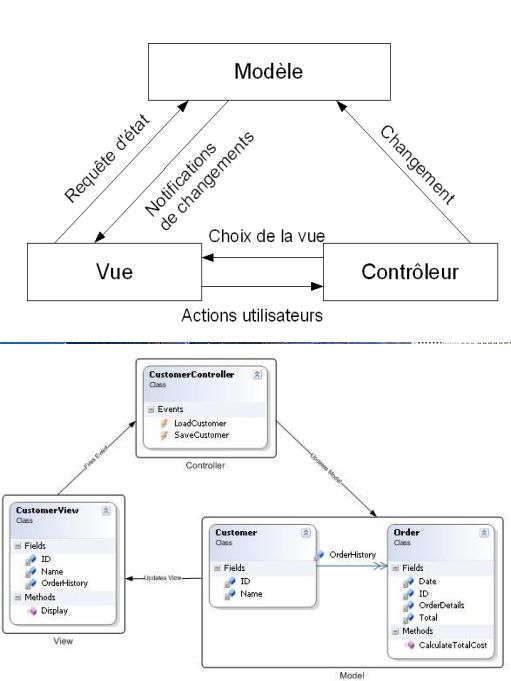 Modèle
Requête d'état
Notifications
de changements
Changement
Choix de la vue
Vue
Contrôleur
Actions utilisateurs
CustomerController
Class
Events
LoadCustomer
SaveCustomer
Controller
Fires Event
Updates Model
CustomerView
Class
Fields
ID
Name
OrderHistory
Methods
Display
View
Updates View
Customer
Class
Fields
ID
Name
OrderHistory
Order
Class
Fields
Date
ID
OrderDetails
Total
Methods
CalculateTotalCost
Model